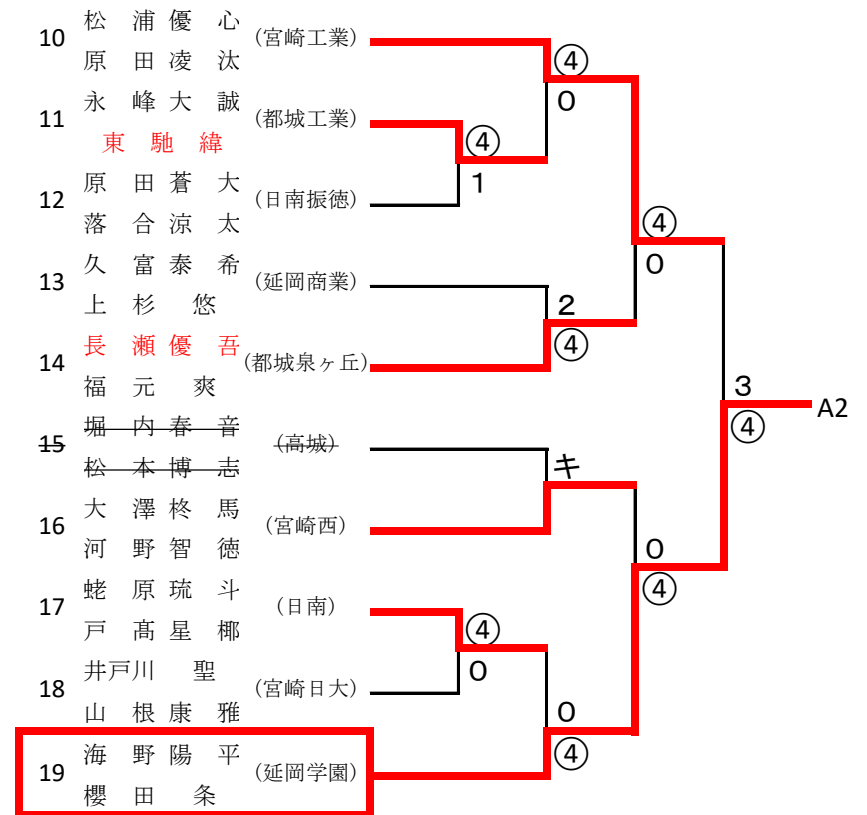 松浦優心
10 (宮崎工業)
原田凌汰
④
0
永峰大誠
11 (都城工業)
東馳緯
④
1
原田蒼大
12 (日南振徳)
落合涼太
④
0
久富泰希
13 (延岡商業)
上杉悠
2
④
長瀬優吾
14 (都城泉ヶ丘)
福元爽
3
④
A2
堀内春音
15 (高城)
松本博志
キ
大澤柊馬
16 (宮崎西)
河野智徳
0
④
蛯原琉斗
17 (日南)
戸髙星椰
④
0
井戸川聖
18 (宮崎日大)
山根康雅
0
④
海野陽平
19 (延岡学園)
櫻田条